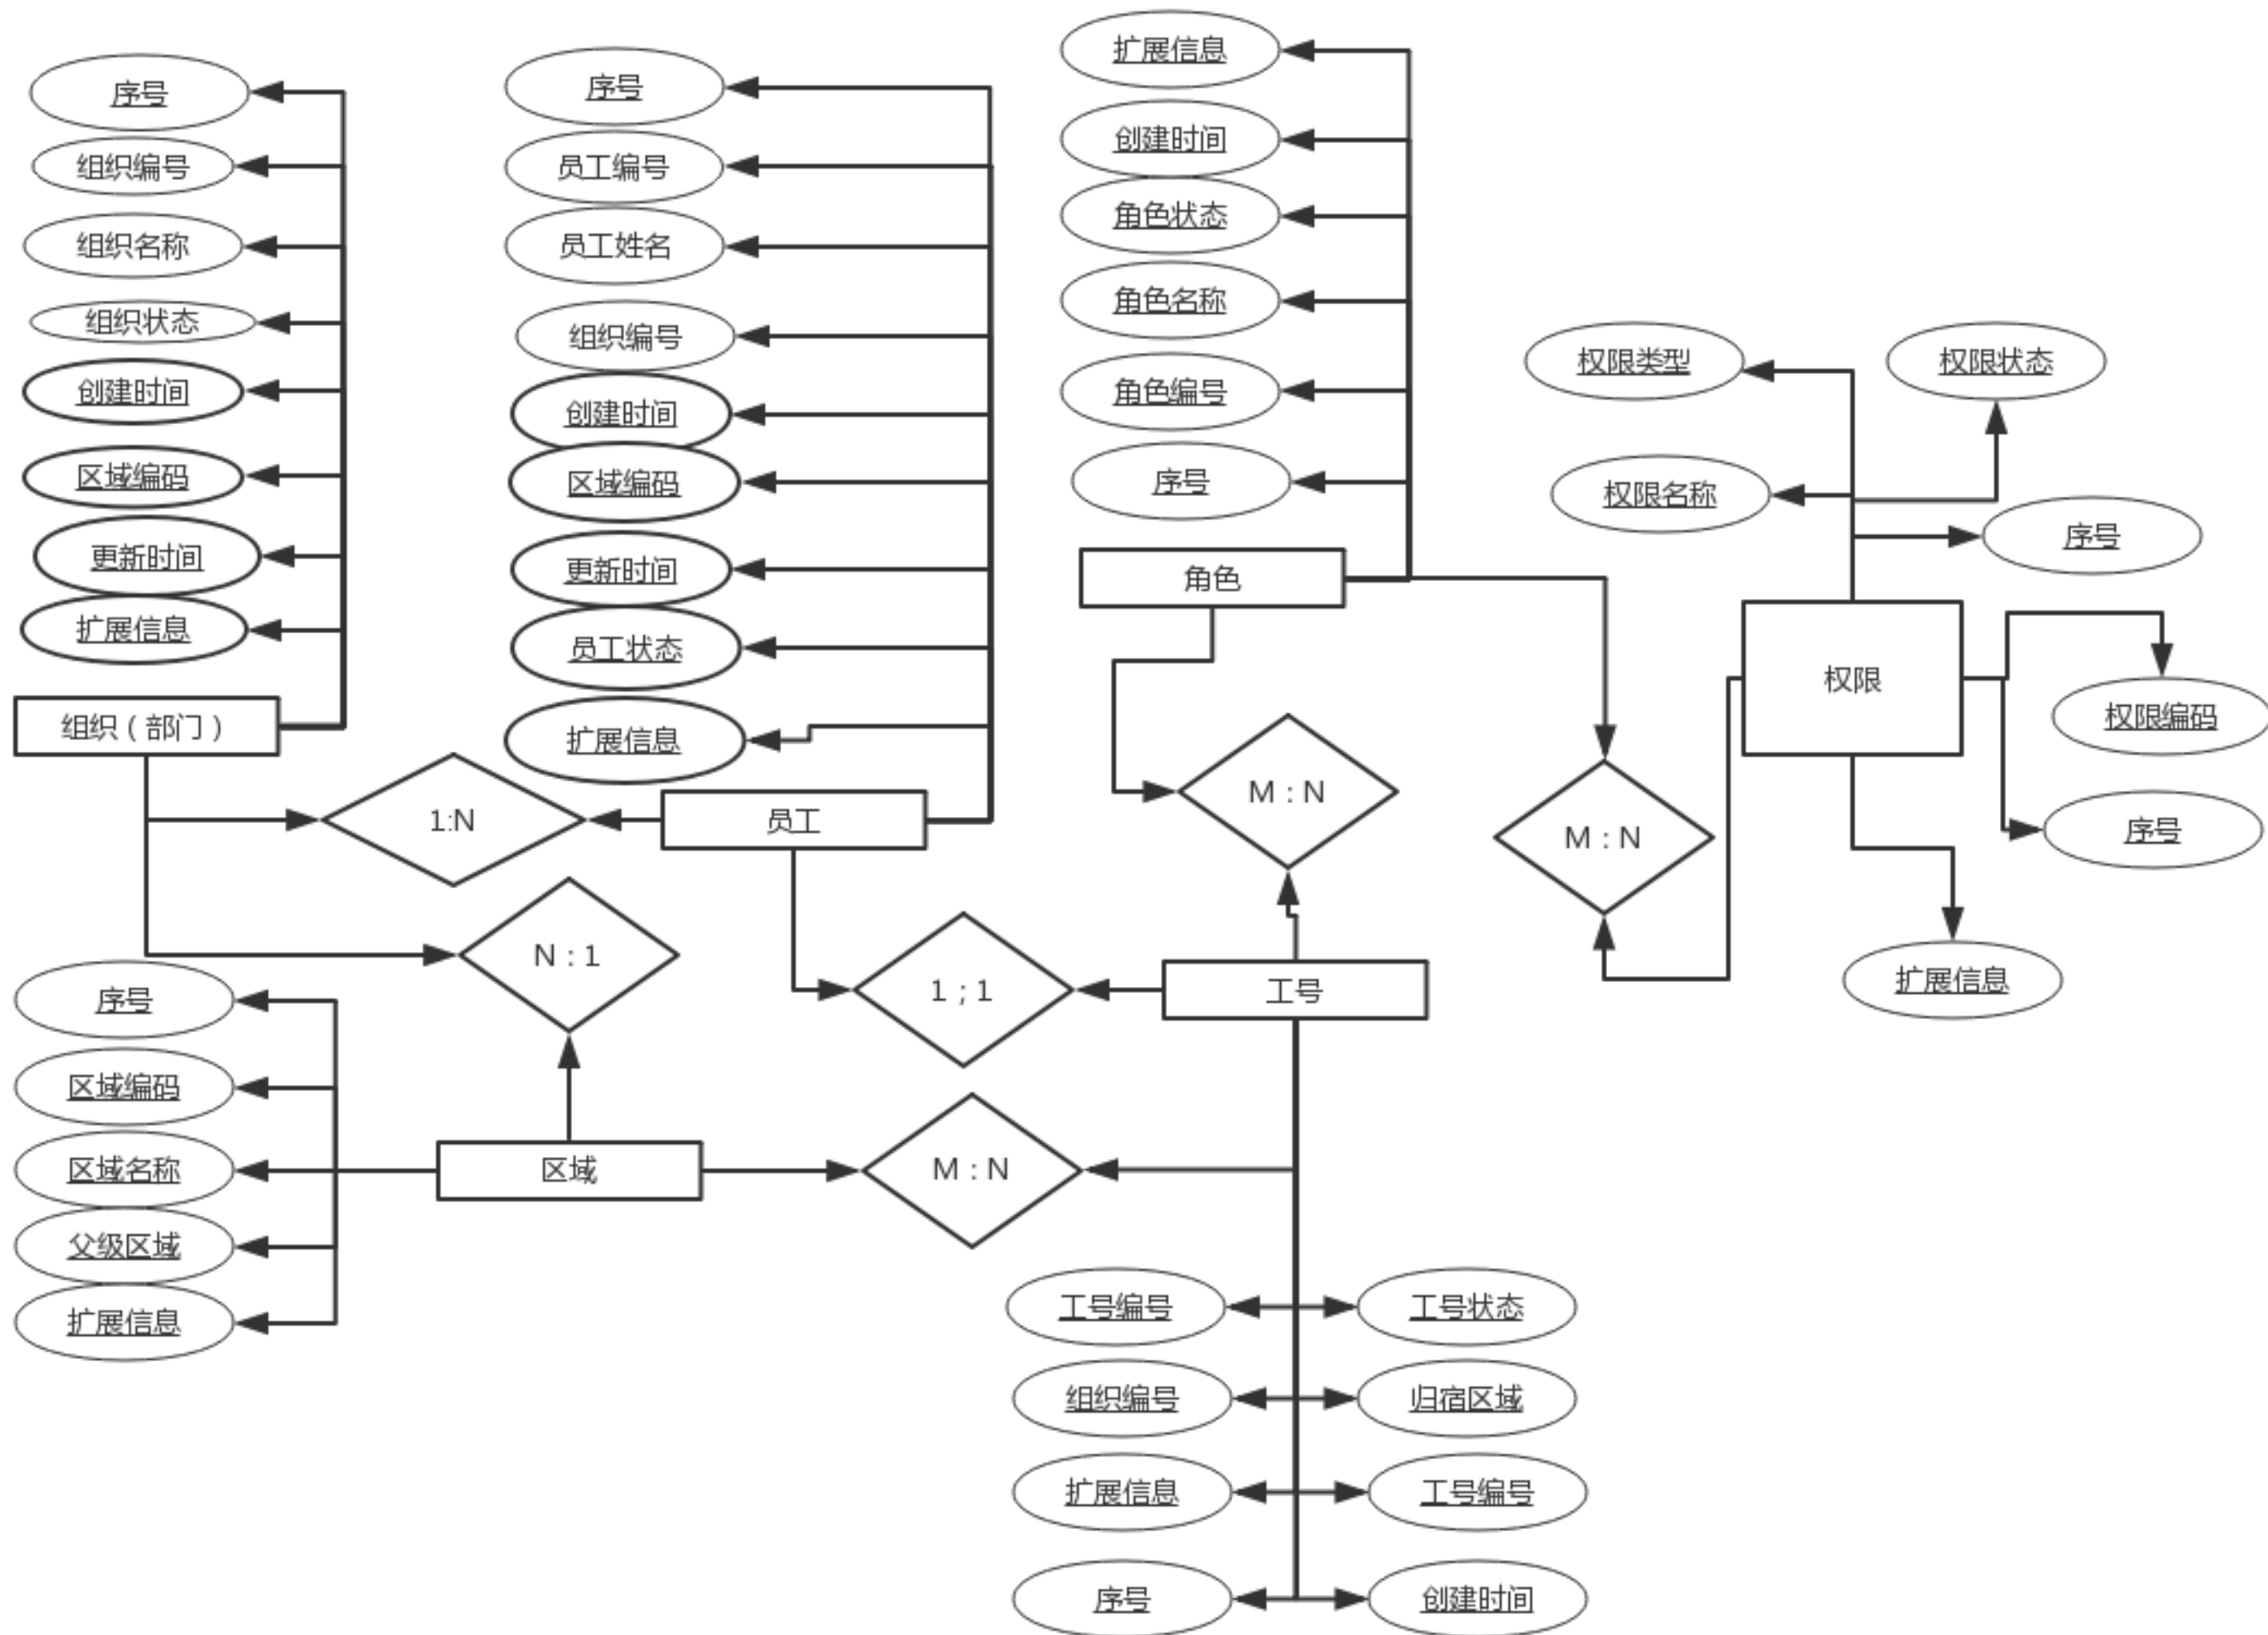 序号
组织编号
组织名称
组织状态
创建时间
区域编码
更新时间
扩展信息
组织（部门）
序号
员工编号
员工姓名
组织编号
创建时间
区域编码
更新时间
员工状态
扩展信息
员工
1:N
N : 1
1 ; 1
扩展信息
创建时间
角色状态
角色名称
角色编号
序号
角色
M : N
M : N
权限类型
权限状态
权限名称
序号
权限
权限编码
序号
扩展信息
工号
序号
区域编码
区域名称
父级区域
扩展信息
区域
M : N
工号编号
工号状态
组织编号
归宿区域
扩展信息
工号编号
序号
创建时间